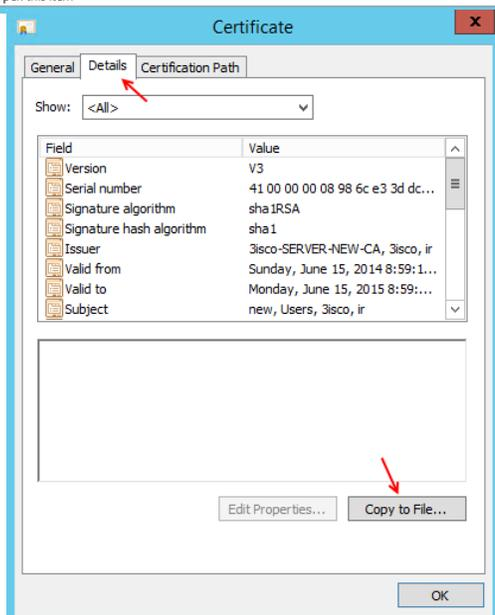 Certificate
General Details Certification Path
Show: <All>
Field Value
Version V3
Serial number 41 00 00 00 08 98 6c e3 3d dc...
Signature algorithm sha1RSA
Signature hash algorithm sha1
Issuer 3isco-SERVER-NEW-CA, 3isco, ir
Valid from Sunday, June 15, 2014 8:59:1...
Valid to Monday, June 15, 2015 8:59:...
Subject new, Users, 3isco, ir
Edit Properties... Copy to File...
OK